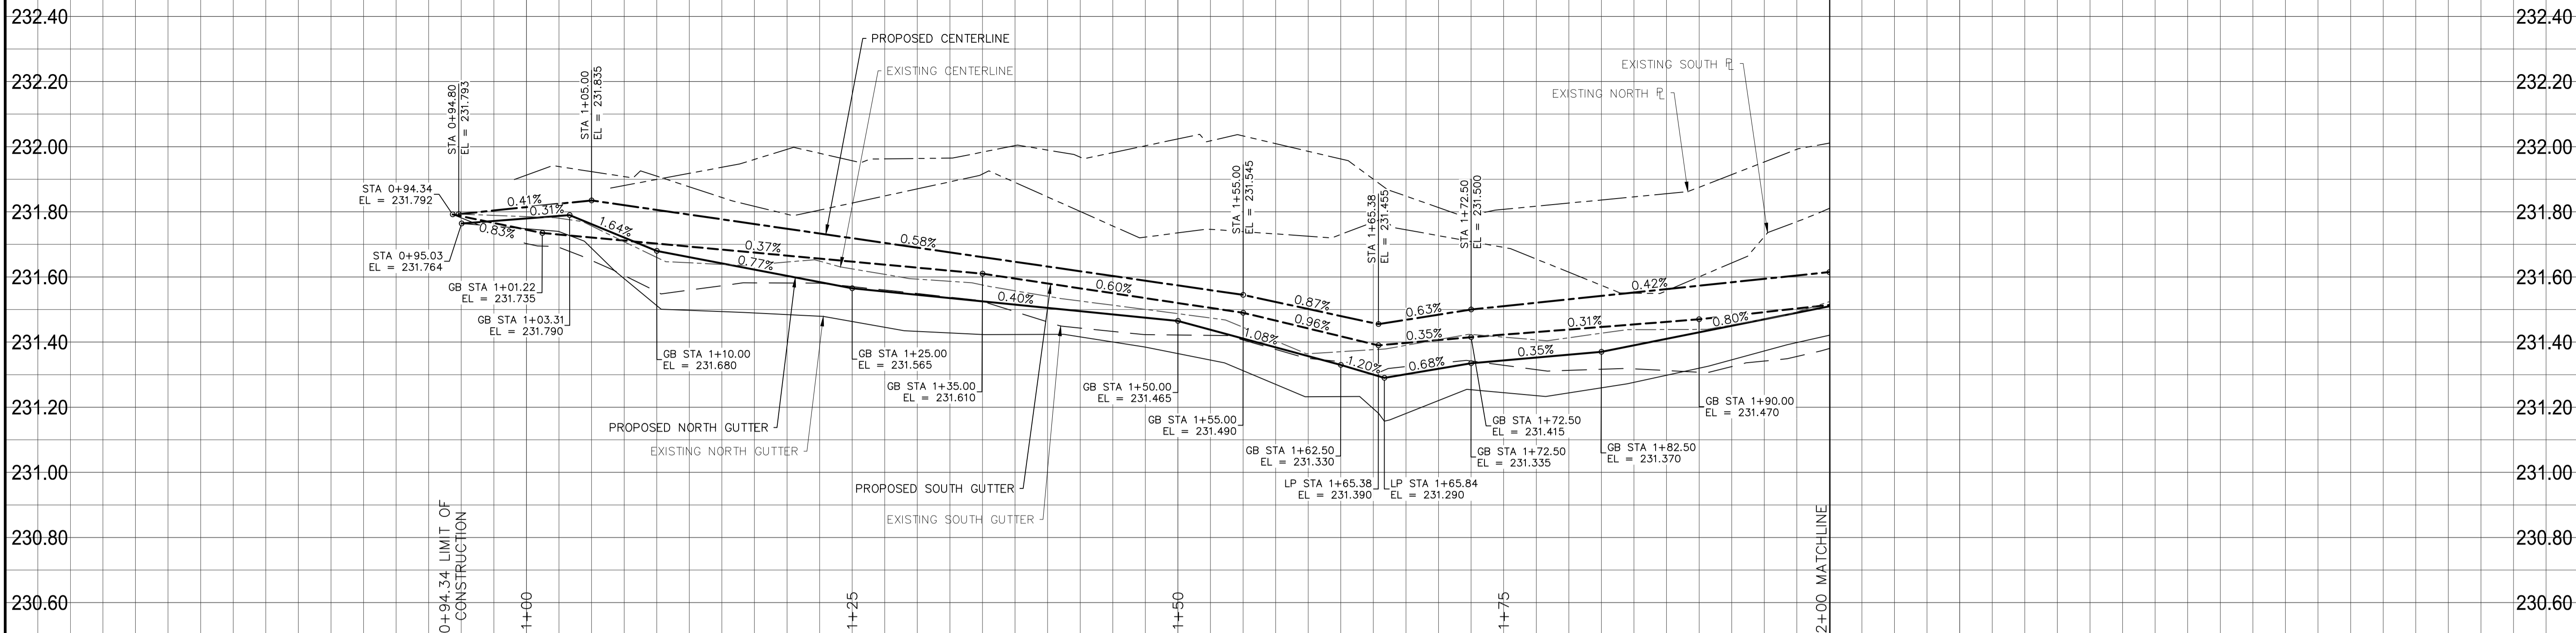 232.40
232.20
232.00
231.80
231.60
231.40
231.20
231.00
230.80
230.60
232.40
232.20
232.00
231.80
231.60
231.40
231.20
231.00
230.80
230.60
PROPOSED CENTERLINE
EXISTING CENTERLINE
EXISTING SOUTH ⅊
EXISTING NORTH ⅊
STA 0+94.80
EL = 231.793
STA 1+05.00
EL = 231.835
STA 0+94.34
EL = 231.792
STA 0+95.03
EL = 231.764
GB STA 1+01.22
EL = 231.735
GB STA 1+03.31
EL = 231.790
0.41%
0.31%
0.83%
1.64%
0.37%
0.77%
0.58%
0.60%
0.40%
0.87%
0.96%
1.08%
1.20%
0.63%
0.35%
0.68%
0.42%
0.31%
0.35%
0.80%
STA 1+55.00
EL = 231.545
STA 1+65.38
EL = 231.455
STA 1+72.50
EL = 231.500
GB STA 1+10.00
EL = 231.680
GB STA 1+25.00
EL = 231.565
GB STA 1+35.00
EL = 231.610
GB STA 1+50.00
EL = 231.465
GB STA 1+55.00
EL = 231.490
GB STA 1+62.50
EL = 231.330
LP STA 1+65.38
EL = 231.390
LP STA 1+65.84
EL = 231.290
GB STA 1+72.50
EL = 231.415
GB STA 1+72.50
EL = 231.335
GB STA 1+82.50
EL = 231.370
GB STA 1+90.00
EL = 231.470
PROPOSED NORTH GUTTER
EXISTING NORTH GUTTER
PROPOSED SOUTH GUTTER
EXISTING SOUTH GUTTER
0+94.34 LIMIT OF
CONSTRUCTION
1+00
1+25
1+50
1+75
2+00 MATCHLINE